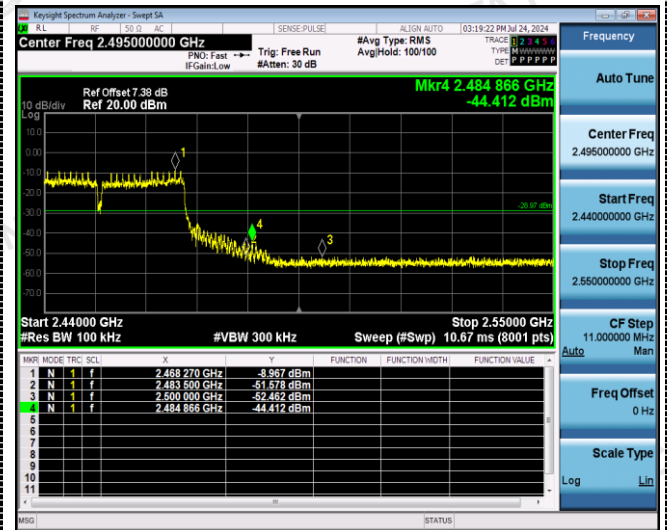 Keysight Spectrum Analyzer - Swept SA
RL RF 50 Ω AC SENSE:PULSE ALIGN AUTO 03:19:22 PM Jul 24, 2024
Center Freq 2.495000000 GHz #Avg Type: RMS TRACE 1 2 3 4 5 6
PNO: Fast Trig: Free Run Avg|Hold: 100/100 TYPE M WWWWW
IFGain:Low #Atten: 30 dB DET P P P P P P
Mkr4 2.484 866 GHz
-44.412 dBm
Ref Offset 7.38 dB
10 dB/div Ref 20.00 dBm
Log
10.0
0.00
-10.0
-20.0
-30.0
-40.0
-50.0
-60.0
-70.0
1
4
3
-28.97 dBm
Start 2.44000 GHz Stop 2.55000 GHz
#Res BW 100 kHz #VBW 300 kHz Sweep (#Swp) 10.67 ms (8001 pts)
MKR MODE TRC SCL X Y FUNCTION FUNCTION WIDTH FUNCTION VALUE
1 N 1 f 2.468 270 GHz -8.967 dBm
2 N 1 f 2.483 500 GHz -51.578 dBm
3 N 1 f 2.500 000 GHz -52.462 dBm
4 N 1 f 2.484 866 GHz -44.412 dBm
5
6
7
8
9
10
11
MSG STATUS
Frequency
Auto Tune
Center Freq
2.495000000 GHz
Start Freq
2.440000000 GHz
Stop Freq
2.550000000 GHz
CF Step
11.000000 MHz
Auto Man
Freq Offset
0 Hz
Scale Type
Log Lin